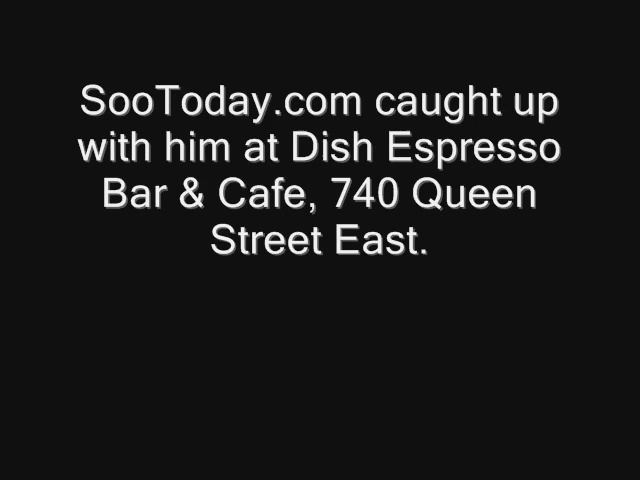 SooToday.com caught up
with him at Dish Espresso
Bar & Cafe, 740 Queen
Street East.